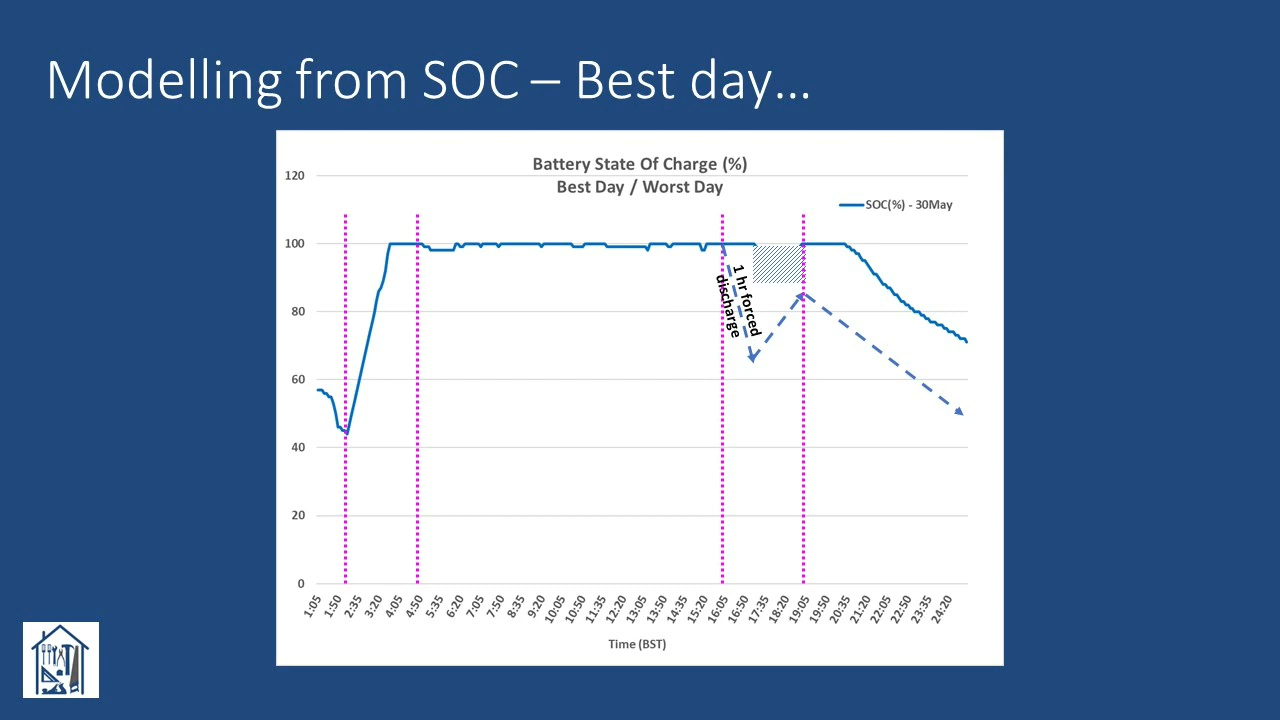 Modelling from SOC – Best day…
Battery State Of Charge (%)
Best Day / Worst Day
SOC(%) - 30May
120
100
80
60
40
20
0
1 hr forced
discharge
1:05 1:50 2:35 3:20 4:05 4:50 5:35 6:20 7:05 7:50 8:35 9:20 10:05 10:50 11:35 12:20 13:05 13:50 14:35 15:20 16:05 16:50 17:35 18:20 19:05 19:50 20:35 21:20 22:05 22:50 23:35 24:20
Time (BST)